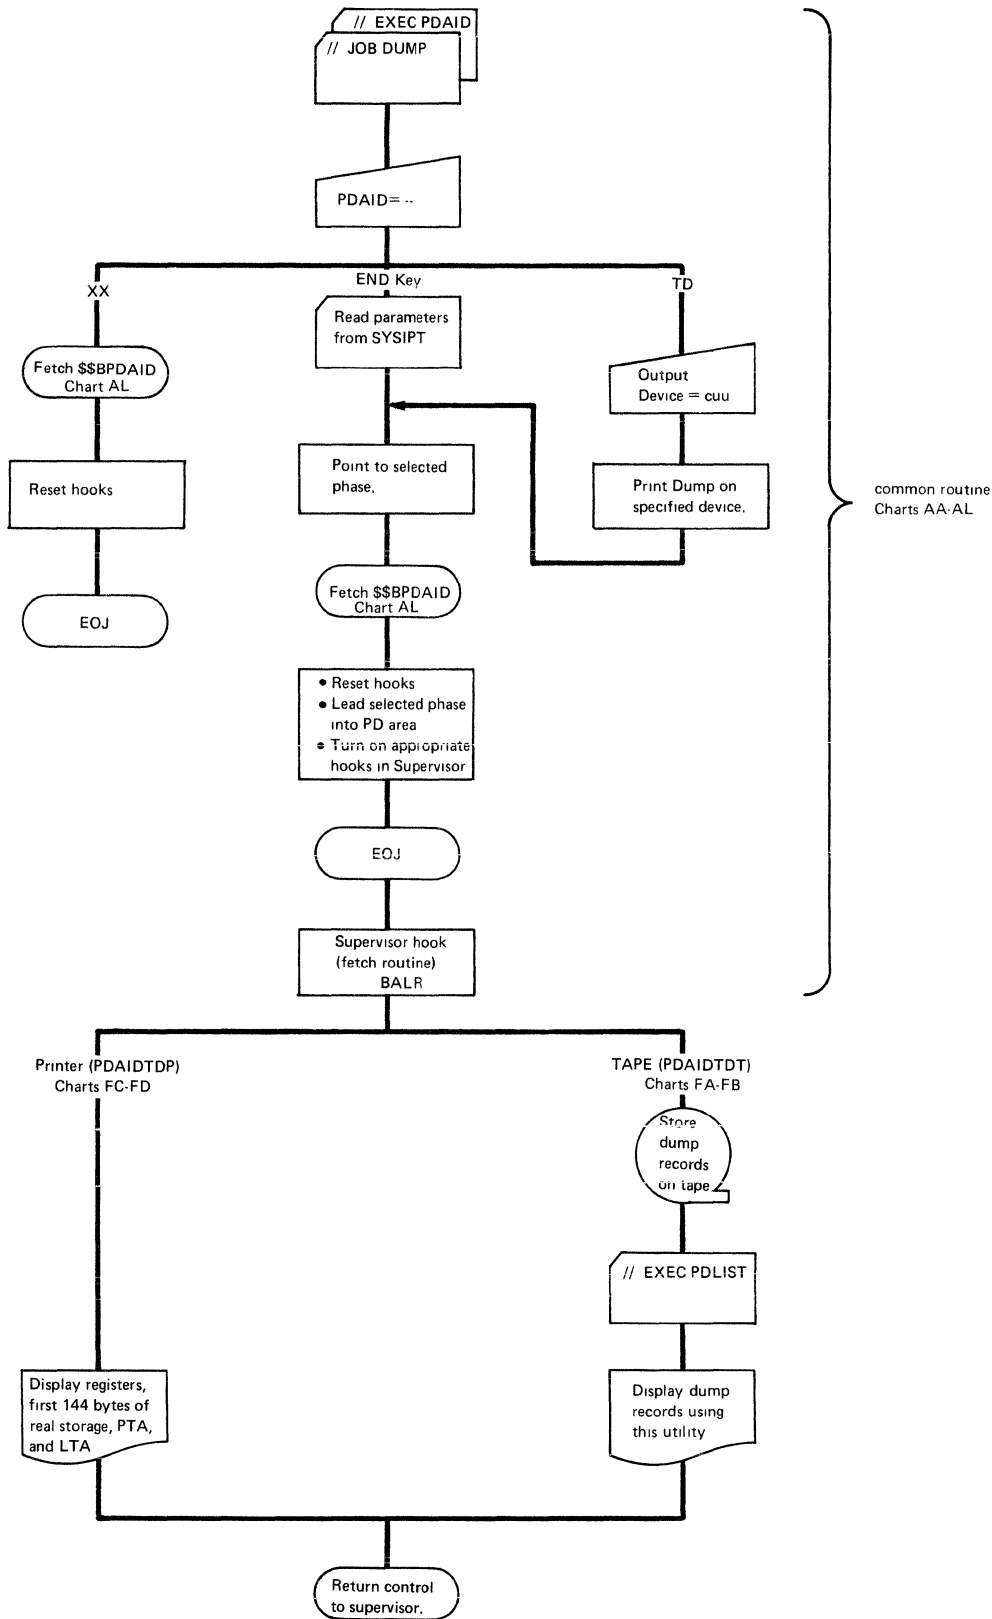 // EXEC PDAID
// JOB DUMP
PDAID= --
XX
END Key
TD
Read parameters
from SYSIPT
Fetch $$BPDAID
Chart AL
Output
Device = cuu
Reset hooks
Point to selected
phase.
Print Dump on
specified device.
common routine
Charts AA-AL
Fetch $$BPDAID
Chart AL
EOJ
● Reset hooks
● Lead selected phase
into PD area
● Turn on appropriate
hooks in Supervisor
EOJ
Supervisor hook
(fetch routine)
BALR
Printer (PDAIDTDP)
Charts FC-FD
TAPE (PDAIDTDT)
Charts FA-FB
Store
dump
records
on tape
// EXEC PDLIST
Display registers,
first 144 bytes of
real storage, PTA,
and LTA
Display dump
records using
this utility
Return control
to supervisor.